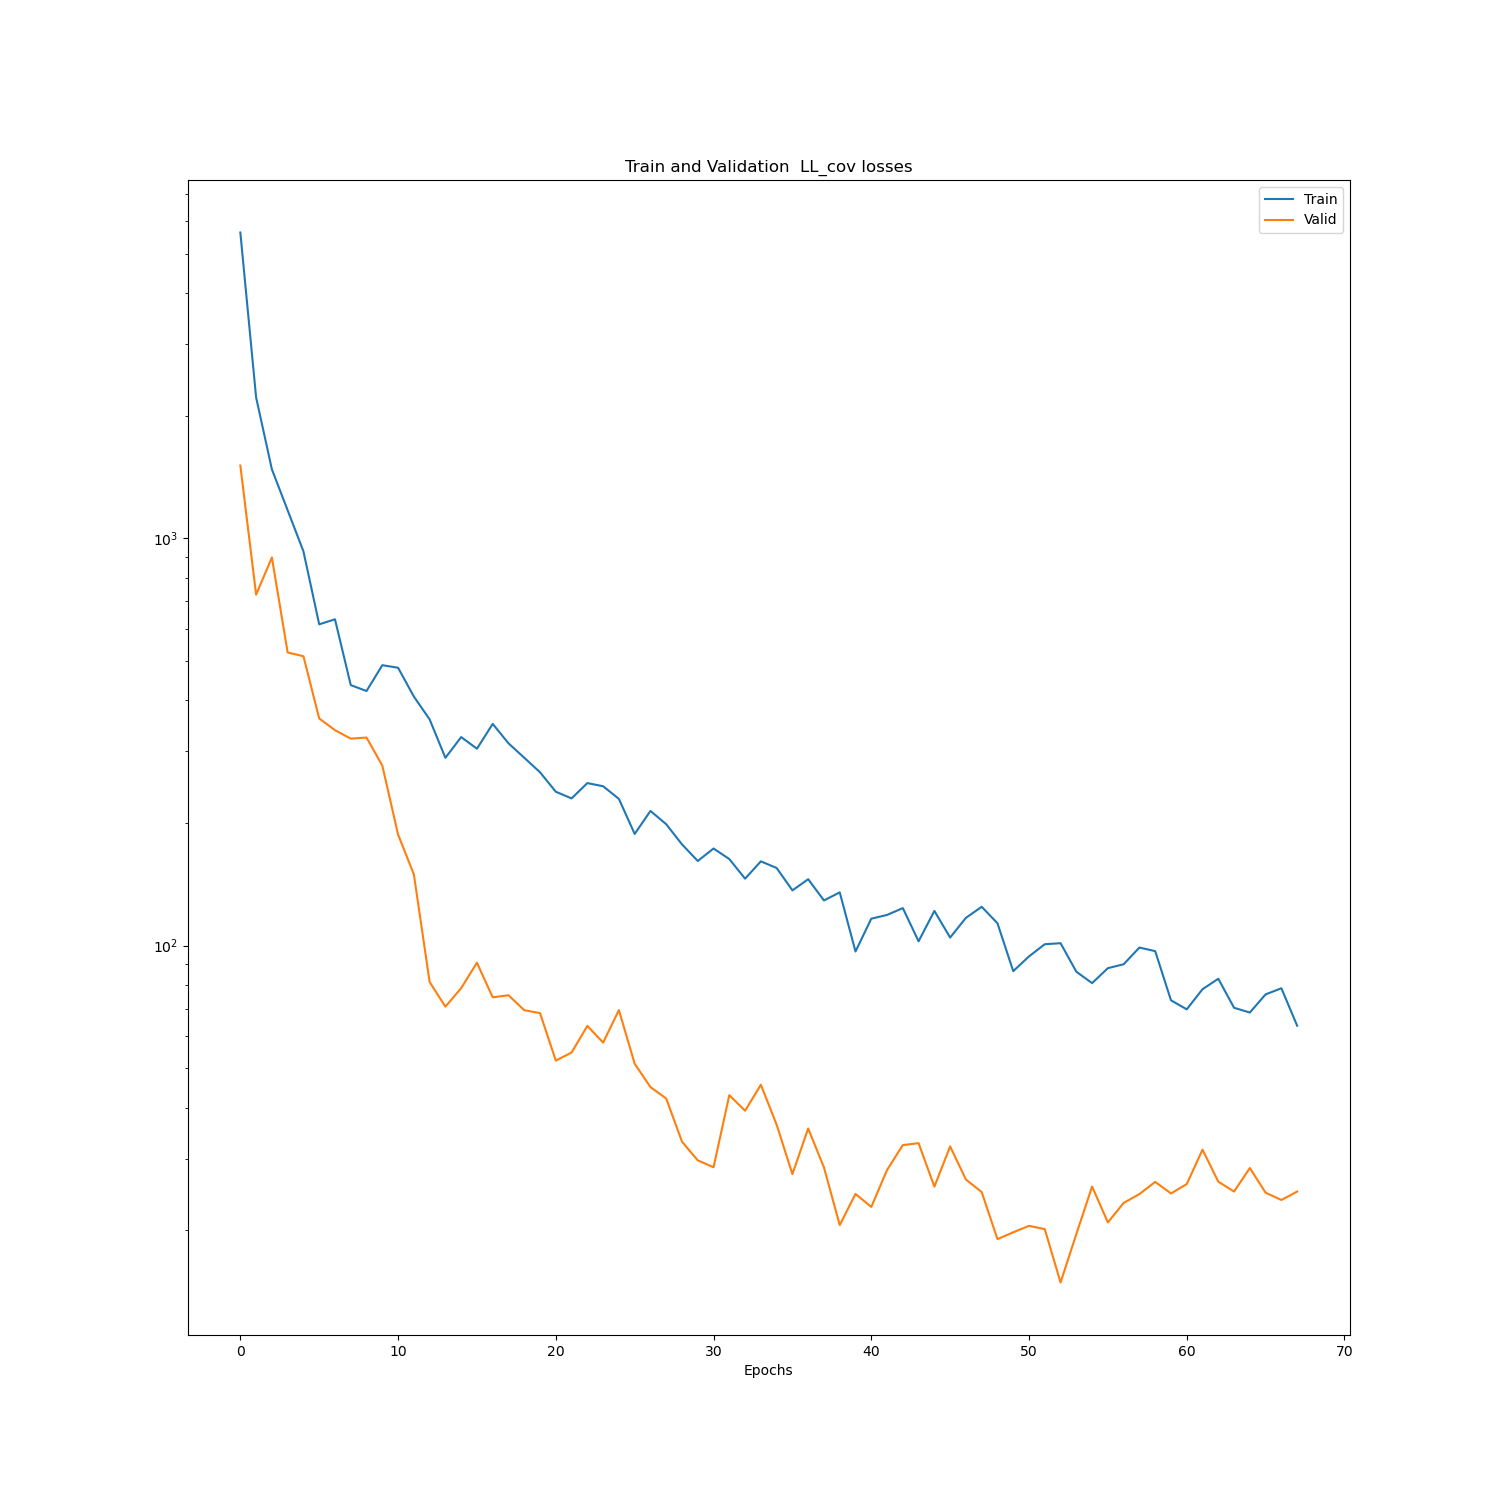 Train and Validation  LL_cov losses
Train
Valid
10³
10²
0 10 20 30 40 50 60 70
Epochs